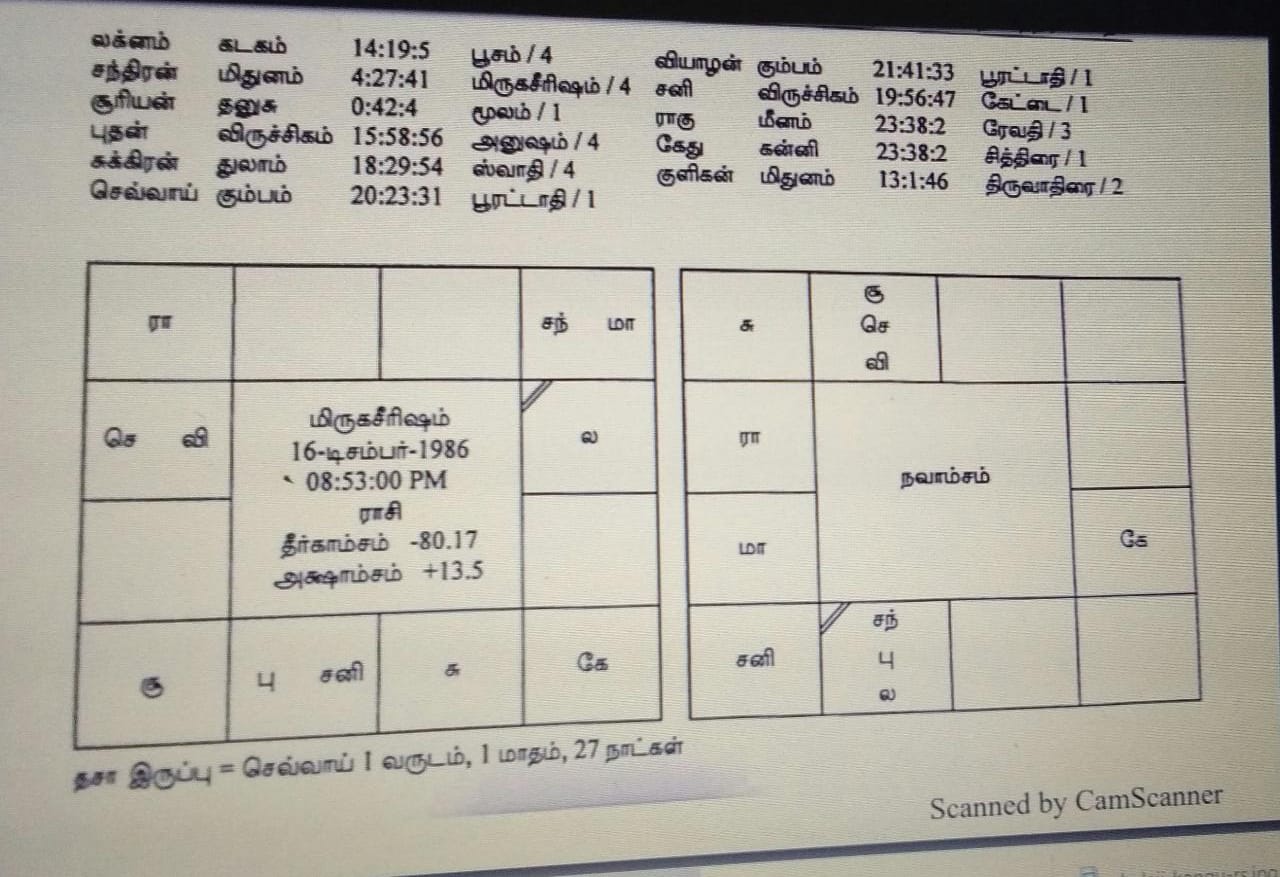 லக்னம் கடகம் 14:19:5 பூசம் / 4
சந்திரன் மிதுனம் 4:27:41 மிருகசீரிஷம் / 4
சூரியன் தனுசு 0:42:4 மூலம் / 1
புதன் விருச்சிகம் 15:58:56 அனுஷம் / 4
சுக்கிரன் துலாம் 18:29:54 ஸ்வாதி / 4
செவ்வாய் கும்பம் 20:23:31 பூரட்டாதி / 1
வியாழன் கும்பம் 21:41:33 பூரட்டாதி / 1
சனி விருச்சிகம் 19:56:47 கேட்டை / 1
ராகு மீனம் 23:38:2 ரேவதி / 3
கேது கன்னி 23:38:2 சித்திரை / 1
குளிகன் மிதுனம் 13:1:46 திருவாதிரை / 2
ரா
சந் மா
செ வி
மிருகசீரிஷம்
16-டிசம்பர்-1986
08:53:00 PM
ராசி
தீர்காம்சம் -80.17
அக்ஷாம்சம் +13.5
ல
சூ
பு சனி
சு
கே
சு
சூ
செ
வி
ரா
நவாம்சம்
மா
கே
சனி
சந்
பு
ல
தசா இருப்பு = செவ்வாய் 1 வருடம், 1 மாதம், 27 நாட்கள்
Scanned by CamScanner